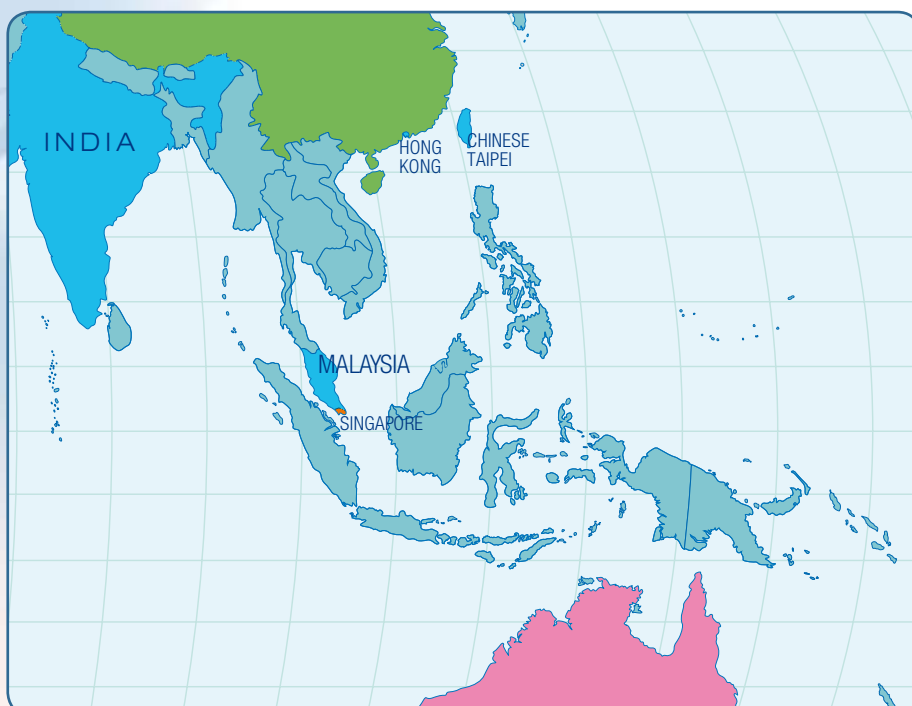 INDIA
HONG
KONG
CHINESE
TAIPEI
MALAYSIA
SINGAPORE